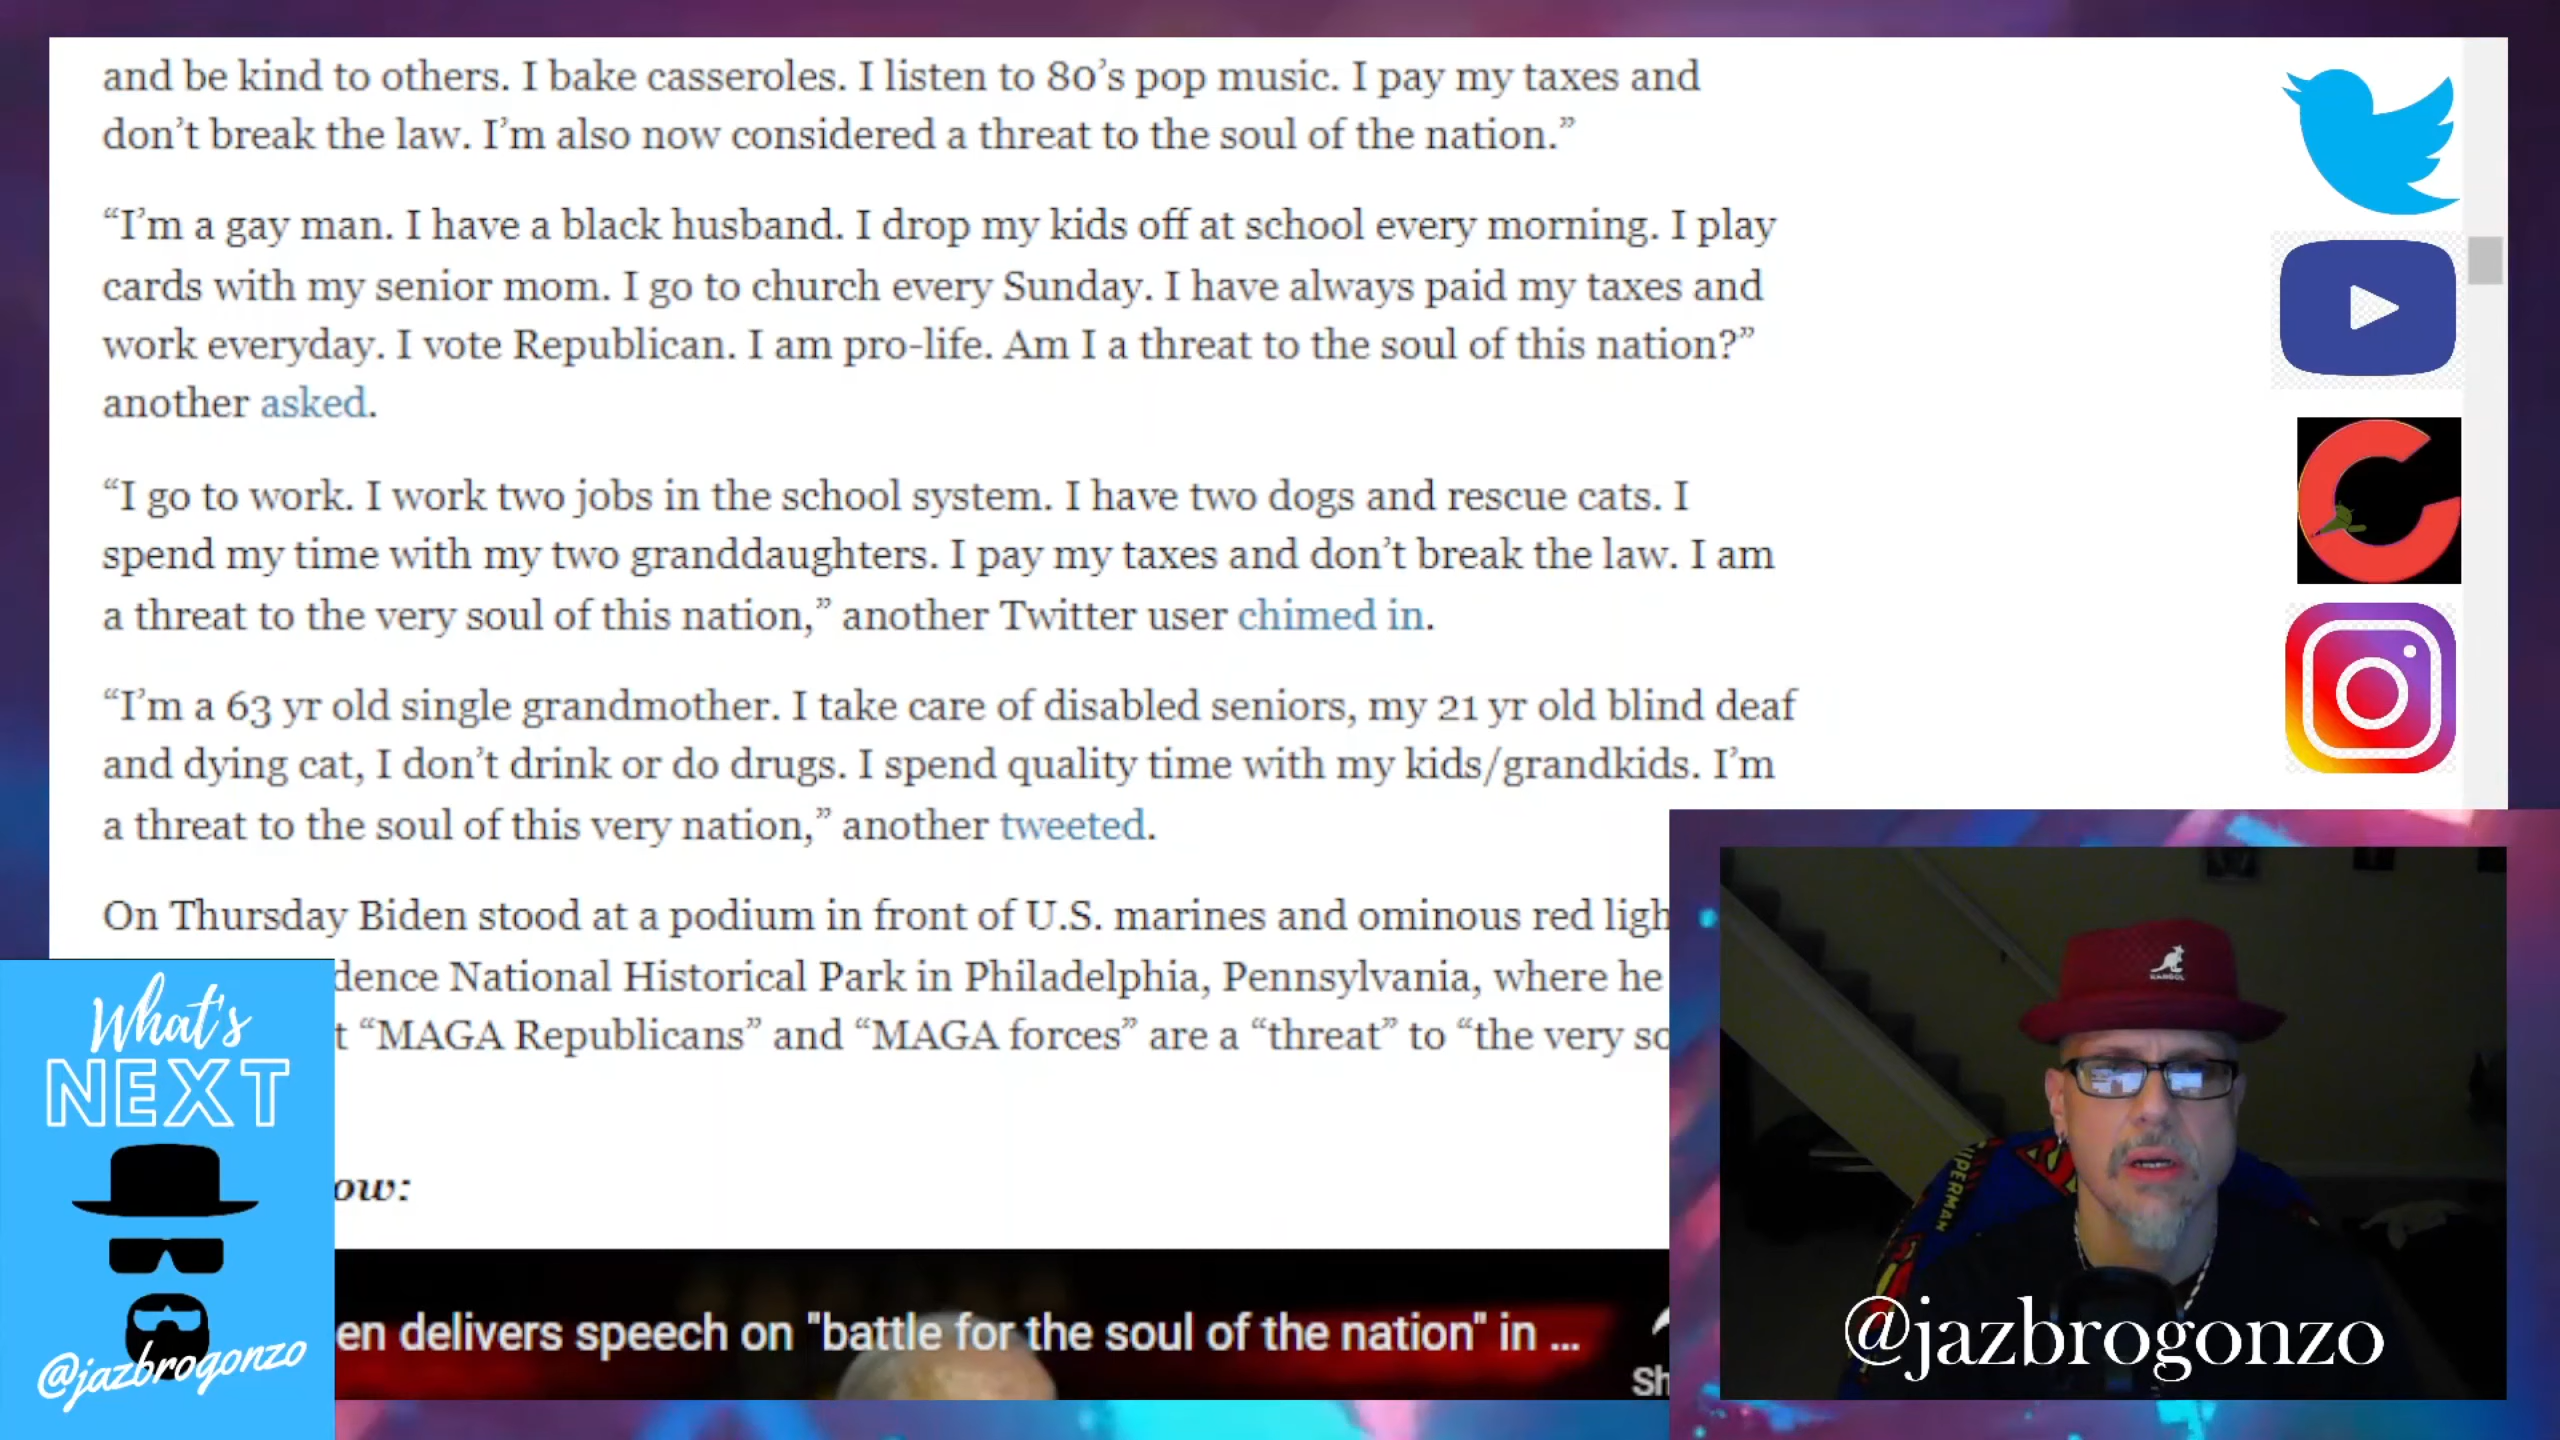 and be kind to others. I bake casseroles. I listen to 80’s pop music. I pay my taxes and
don’t break the law. I’m also now considered a threat to the soul of the nation.”
“I’m a gay man. I have a black husband. I drop my kids off at school every morning. I play
cards with my senior mom. I go to church every Sunday. I have always paid my taxes and
work everyday. I vote Republican. I am pro-life. Am I a threat to the soul of this nation?”
another asked.
“I go to work. I work two jobs in the school system. I have two dogs and rescue cats. I
spend my time with my two granddaughters. I pay my taxes and don’t break the law. I am
a threat to the very soul of this nation,” another Twitter user chimed in.
“I’m a 63 yr old single grandmother. I take care of disabled seniors, my 21 yr old blind deaf
and dying cat, I don’t drink or do drugs. I spend quality time with my kids/grandkids. I’m
a threat to the soul of this very nation,” another tweeted.
On Thursday Biden stood at a podium in front of U.S. marines and ominous red ligh
dence National Historical Park in Philadelphia, Pennsylvania, where he
t “MAGA Republicans” and “MAGA forces” are a “threat” to “the very so
ow:
en delivers speech on "battle for the soul of the nation" in ...
Sh
What's
NEXT
@jazbrogonzo
KANGOL
SUPERMAN
@jazbrogonzo